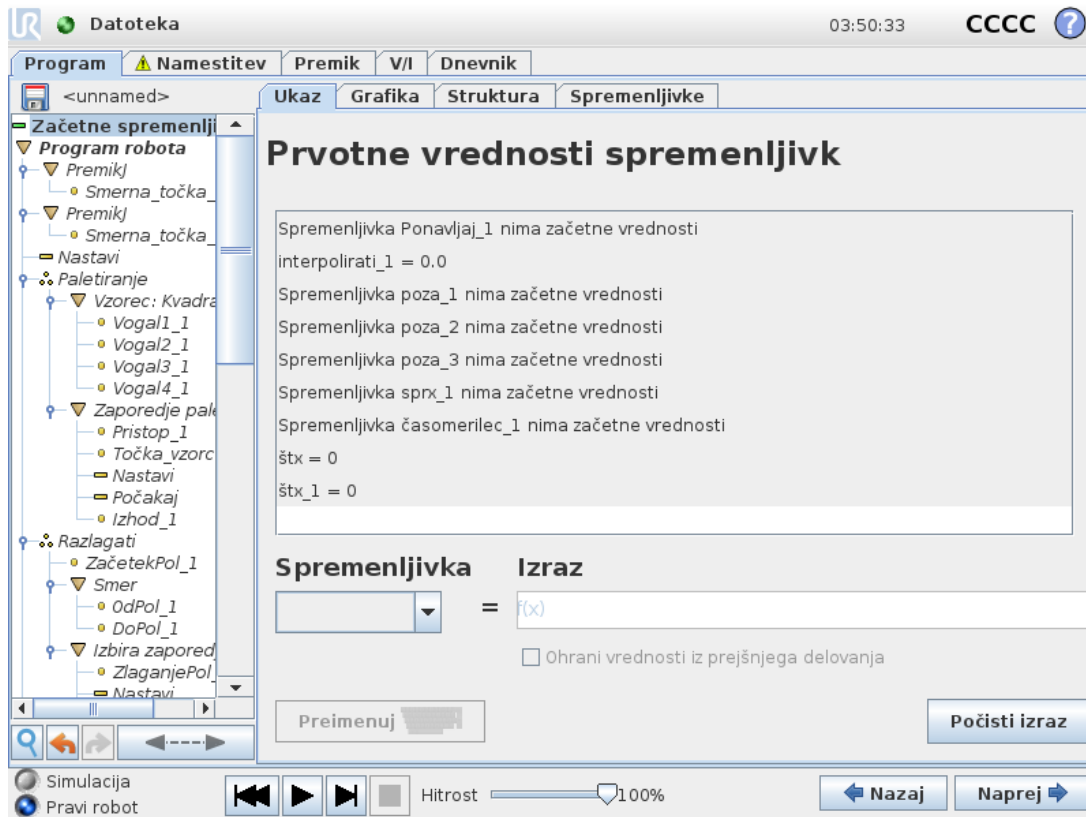 UR Datoteka 03:50:33 CCCC ?
Program Namestitev Premik V/I Dnevnik
<unnamed>
Ukaz Grafika Struktura Spremenljivke
Začetne spremenlji
Program robota
PremikJ
Smerna_točka_
PremikJ
Smerna_točka_
Nastavi
Paletiranje
Vzorec: Kvadra
Vogal1_1
Vogal2_1
Vogal3_1
Vogal4_1
Zaporedje pale
Pristop_1
Točka_vzorc
Nastavi
Počakaj
Izhod_1
Razlagati
ZačetekPol_1
Smer
OdPol_1
DoPol_1
Izbira zapored
ZlaganjePol_
Nastavi
Prvotne vrednosti spremenljivk
Spremenljivka Ponavljaj_1 nima začetne vrednosti
interpolirati_1 = 0.0
Spremenljivka poza_1 nima začetne vrednosti
Spremenljivka poza_2 nima začetne vrednosti
Spremenljivka poza_3 nima začetne vrednosti
Spremenljivka sprx_1 nima začetne vrednosti
Spremenljivka časomerilec_1 nima začetne vrednosti
štx = 0
štx_1 = 0
Spremenljivka Izraz
= f(x)
Ohrani vrednosti iz prejšnjega delovanja
Preimenuj
Počisti izraz
Simulacija
Pravi robot
Hitrost 100%
Nazaj Naprej